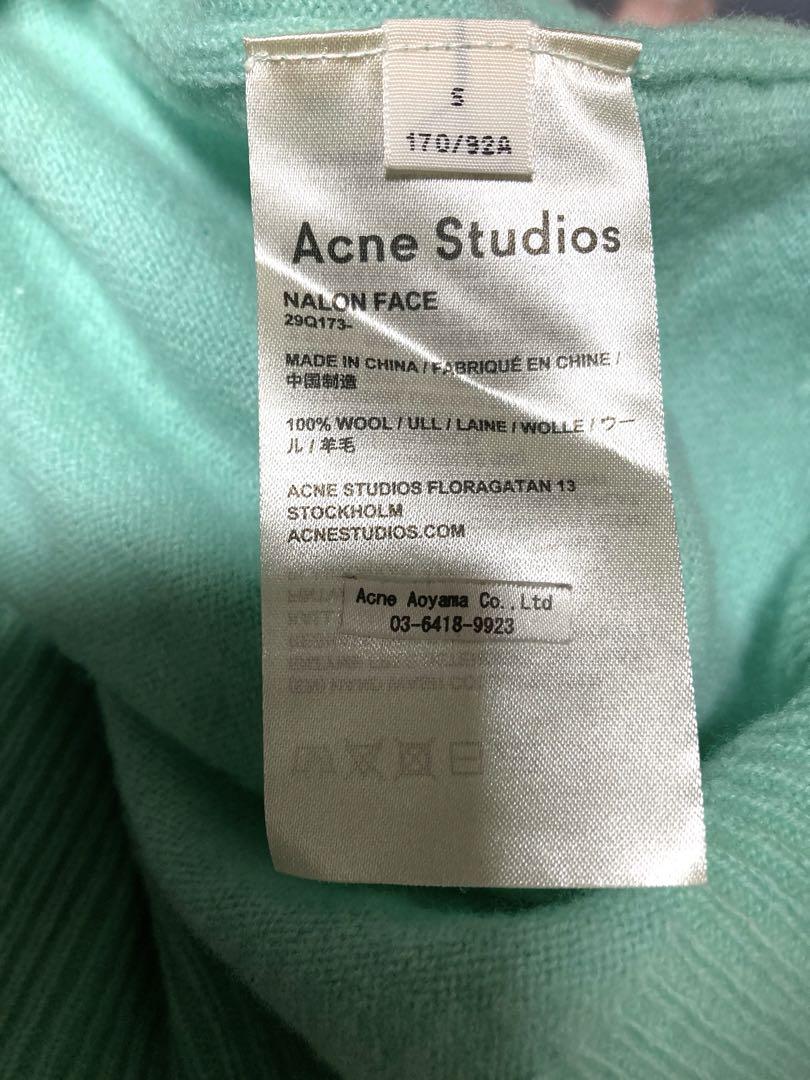 S
170/92A
Acne Studios
NALON FACE
29Q173-
MADE IN CHINA / FABRIQUÉ EN CHINE /
中国制造
100% WOOL / ULL / LAINE / WOLLE / ウー
ル / 羊毛
ACNE STUDIOS FLORAGATAN 13
STOCKHOLM
ACNESTUDIOS.COM
Acne Aoyama Co.,Ltd
03-6418-9923